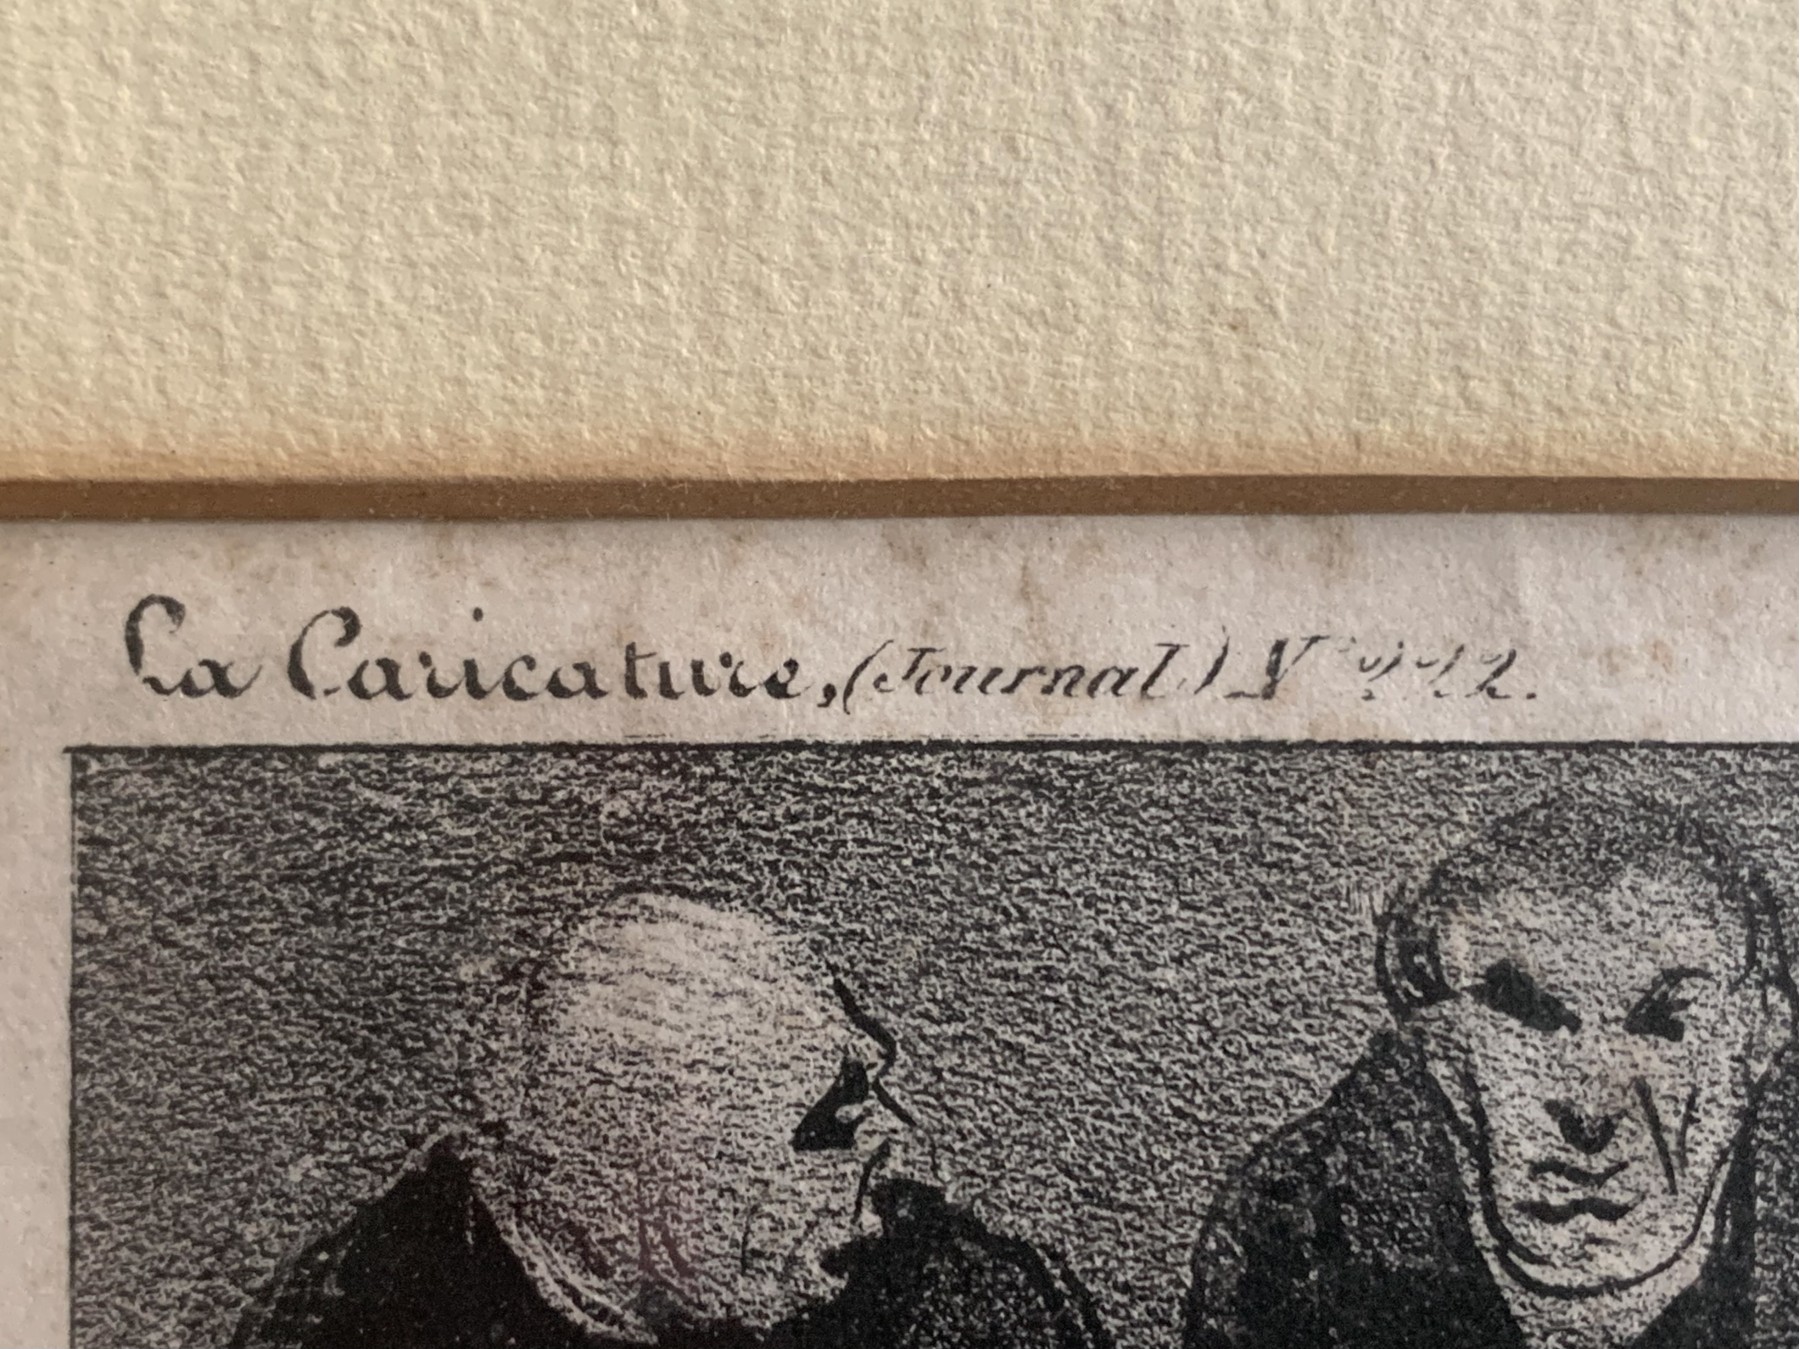 La Caricature, (Journal) N°